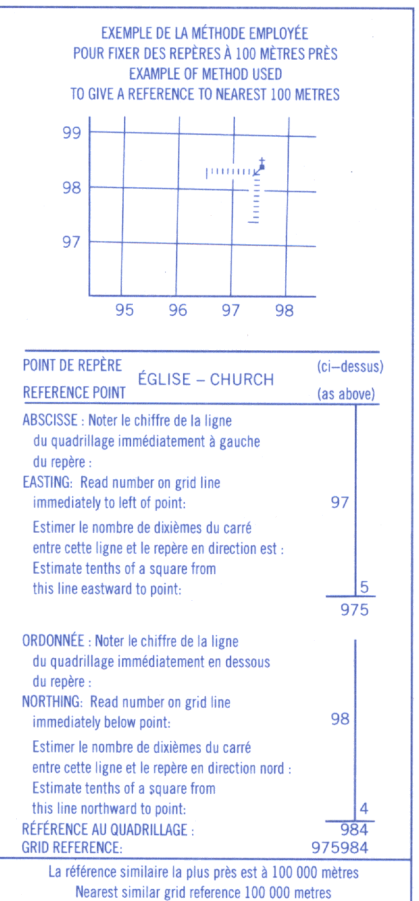 EXEMPLE DE LA MÉTHODE EMPLOYÉE
POUR FIXER DES REPÈRES À 100 MÈTRES PRÈS
EXAMPLE OF METHOD USED
TO GIVE A REFERENCE TO NEAREST 100 METRES
99
98
97
95 96 97 98
POINT DE REPÈRE (ci–dessus)
ÉGLISE – CHURCH
REFERENCE POINT (as above)
ABSCISSE : Noter le chiffre de la ligne
du quadrillage immédiatement à gauche
du repère :
EASTING: Read number on grid line
immediately to left of point: 97
Estimer le nombre de dixièmes du carré
entre cette ligne et le repère en direction est :
Estimate tenths of a square from
this line eastward to point: 5
975
ORDONNÉE : Noter le chiffre de la ligne
du quadrillage immédiatement en dessous
du repère :
NORTHING: Read number on grid line
immediately below point: 98
Estimer le nombre de dixièmes du carré
entre cette ligne et le repère en direction nord :
Estimate tenths of a square from
this line northward to point: 4
RÉFÉRENCE AU QUADRILLAGE : 984
GRID REFERENCE: 975984
La référence similaire la plus près est à 100 000 mètres
Nearest similar grid reference 100 000 metres